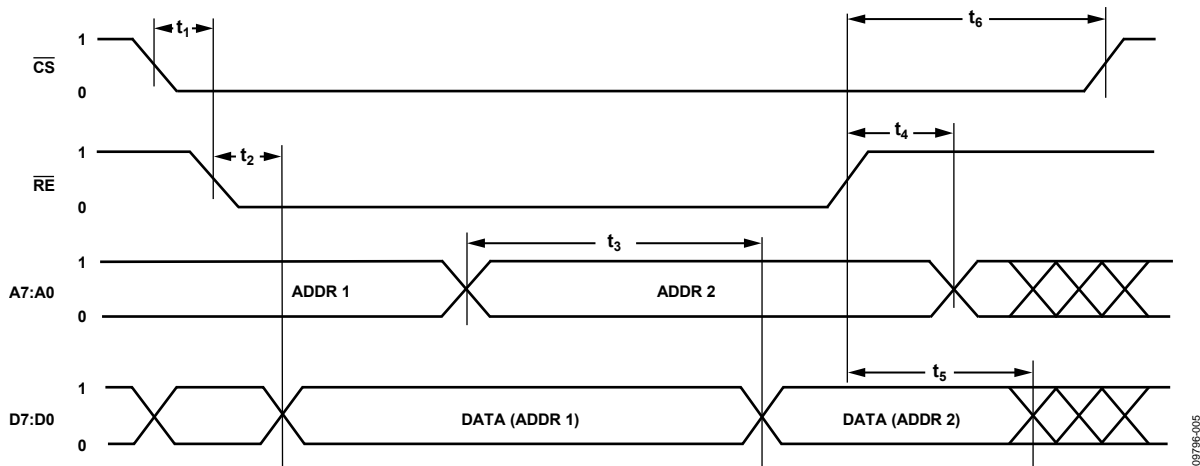 t1
t6
1
CS
0
t4
1
t2
RE
0
t3
1
A7:A0
ADDR 1
ADDR 2
0
t5
1
D7:D0
DATA (ADDR 1)
DATA (ADDR 2)
0
09796-005